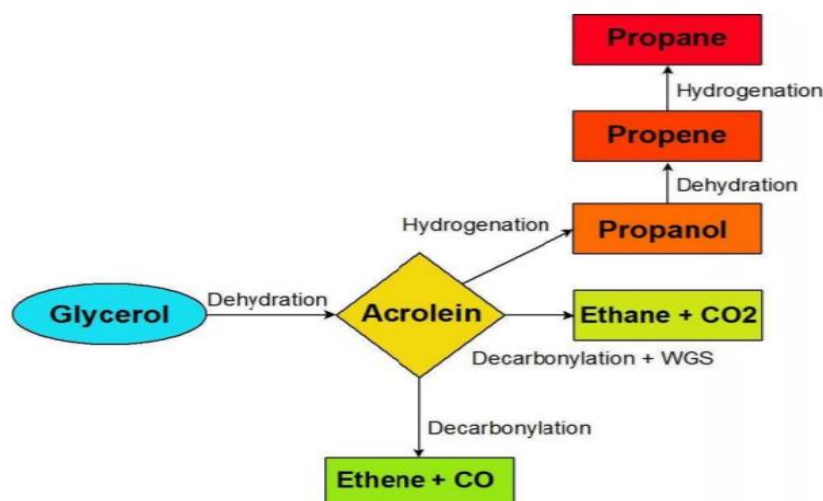 Propane
Hydrogenation
Propene
Dehydration
Hydrogenation
Propanol
Glycerol
Dehydration
Acrolein
Ethane + CO2
Decarbonylation + WGS
Decarbonylation
Ethene + CO